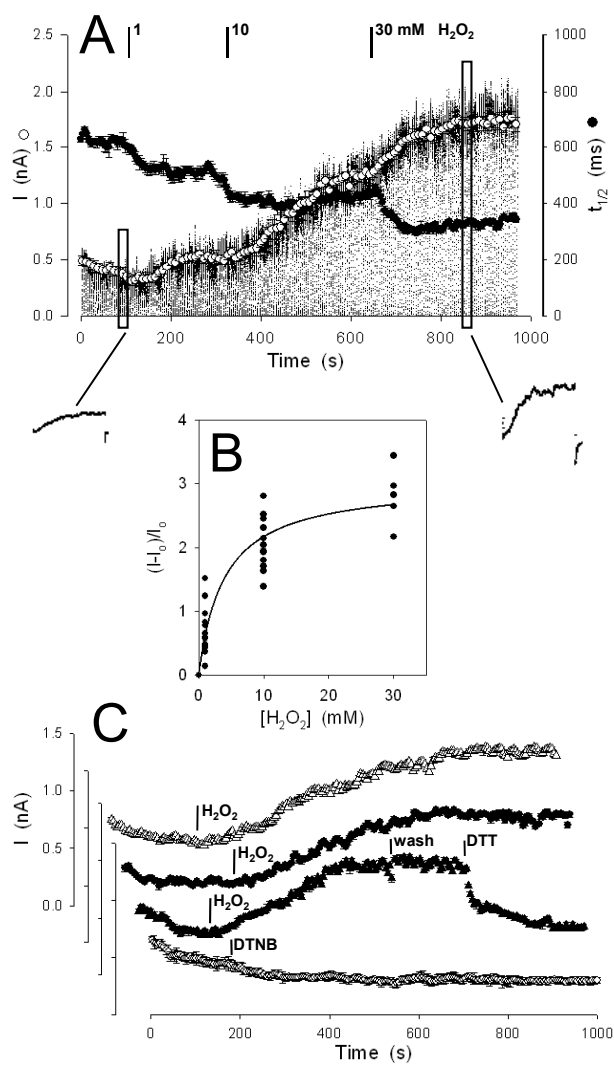 A
1 10 30 mM H₂O₂
2.5 1000
2.0 800
1.5 600
1.0 400
0.5 200
0.0 0
I (nA) ○
t1/2 (ms) ●
0 200 400 600 800 1000
Time (s)
B
4
3
2
1
0
(I-I₀)/I₀
0 10 20 30
[H₂O₂] (mM)
C
1.5
1.0
0.5
0.0
I (nA)
H₂O₂
H₂O₂
wash DTT
H₂O₂
DTNB
0 200 400 600 800 1000
Time (s)